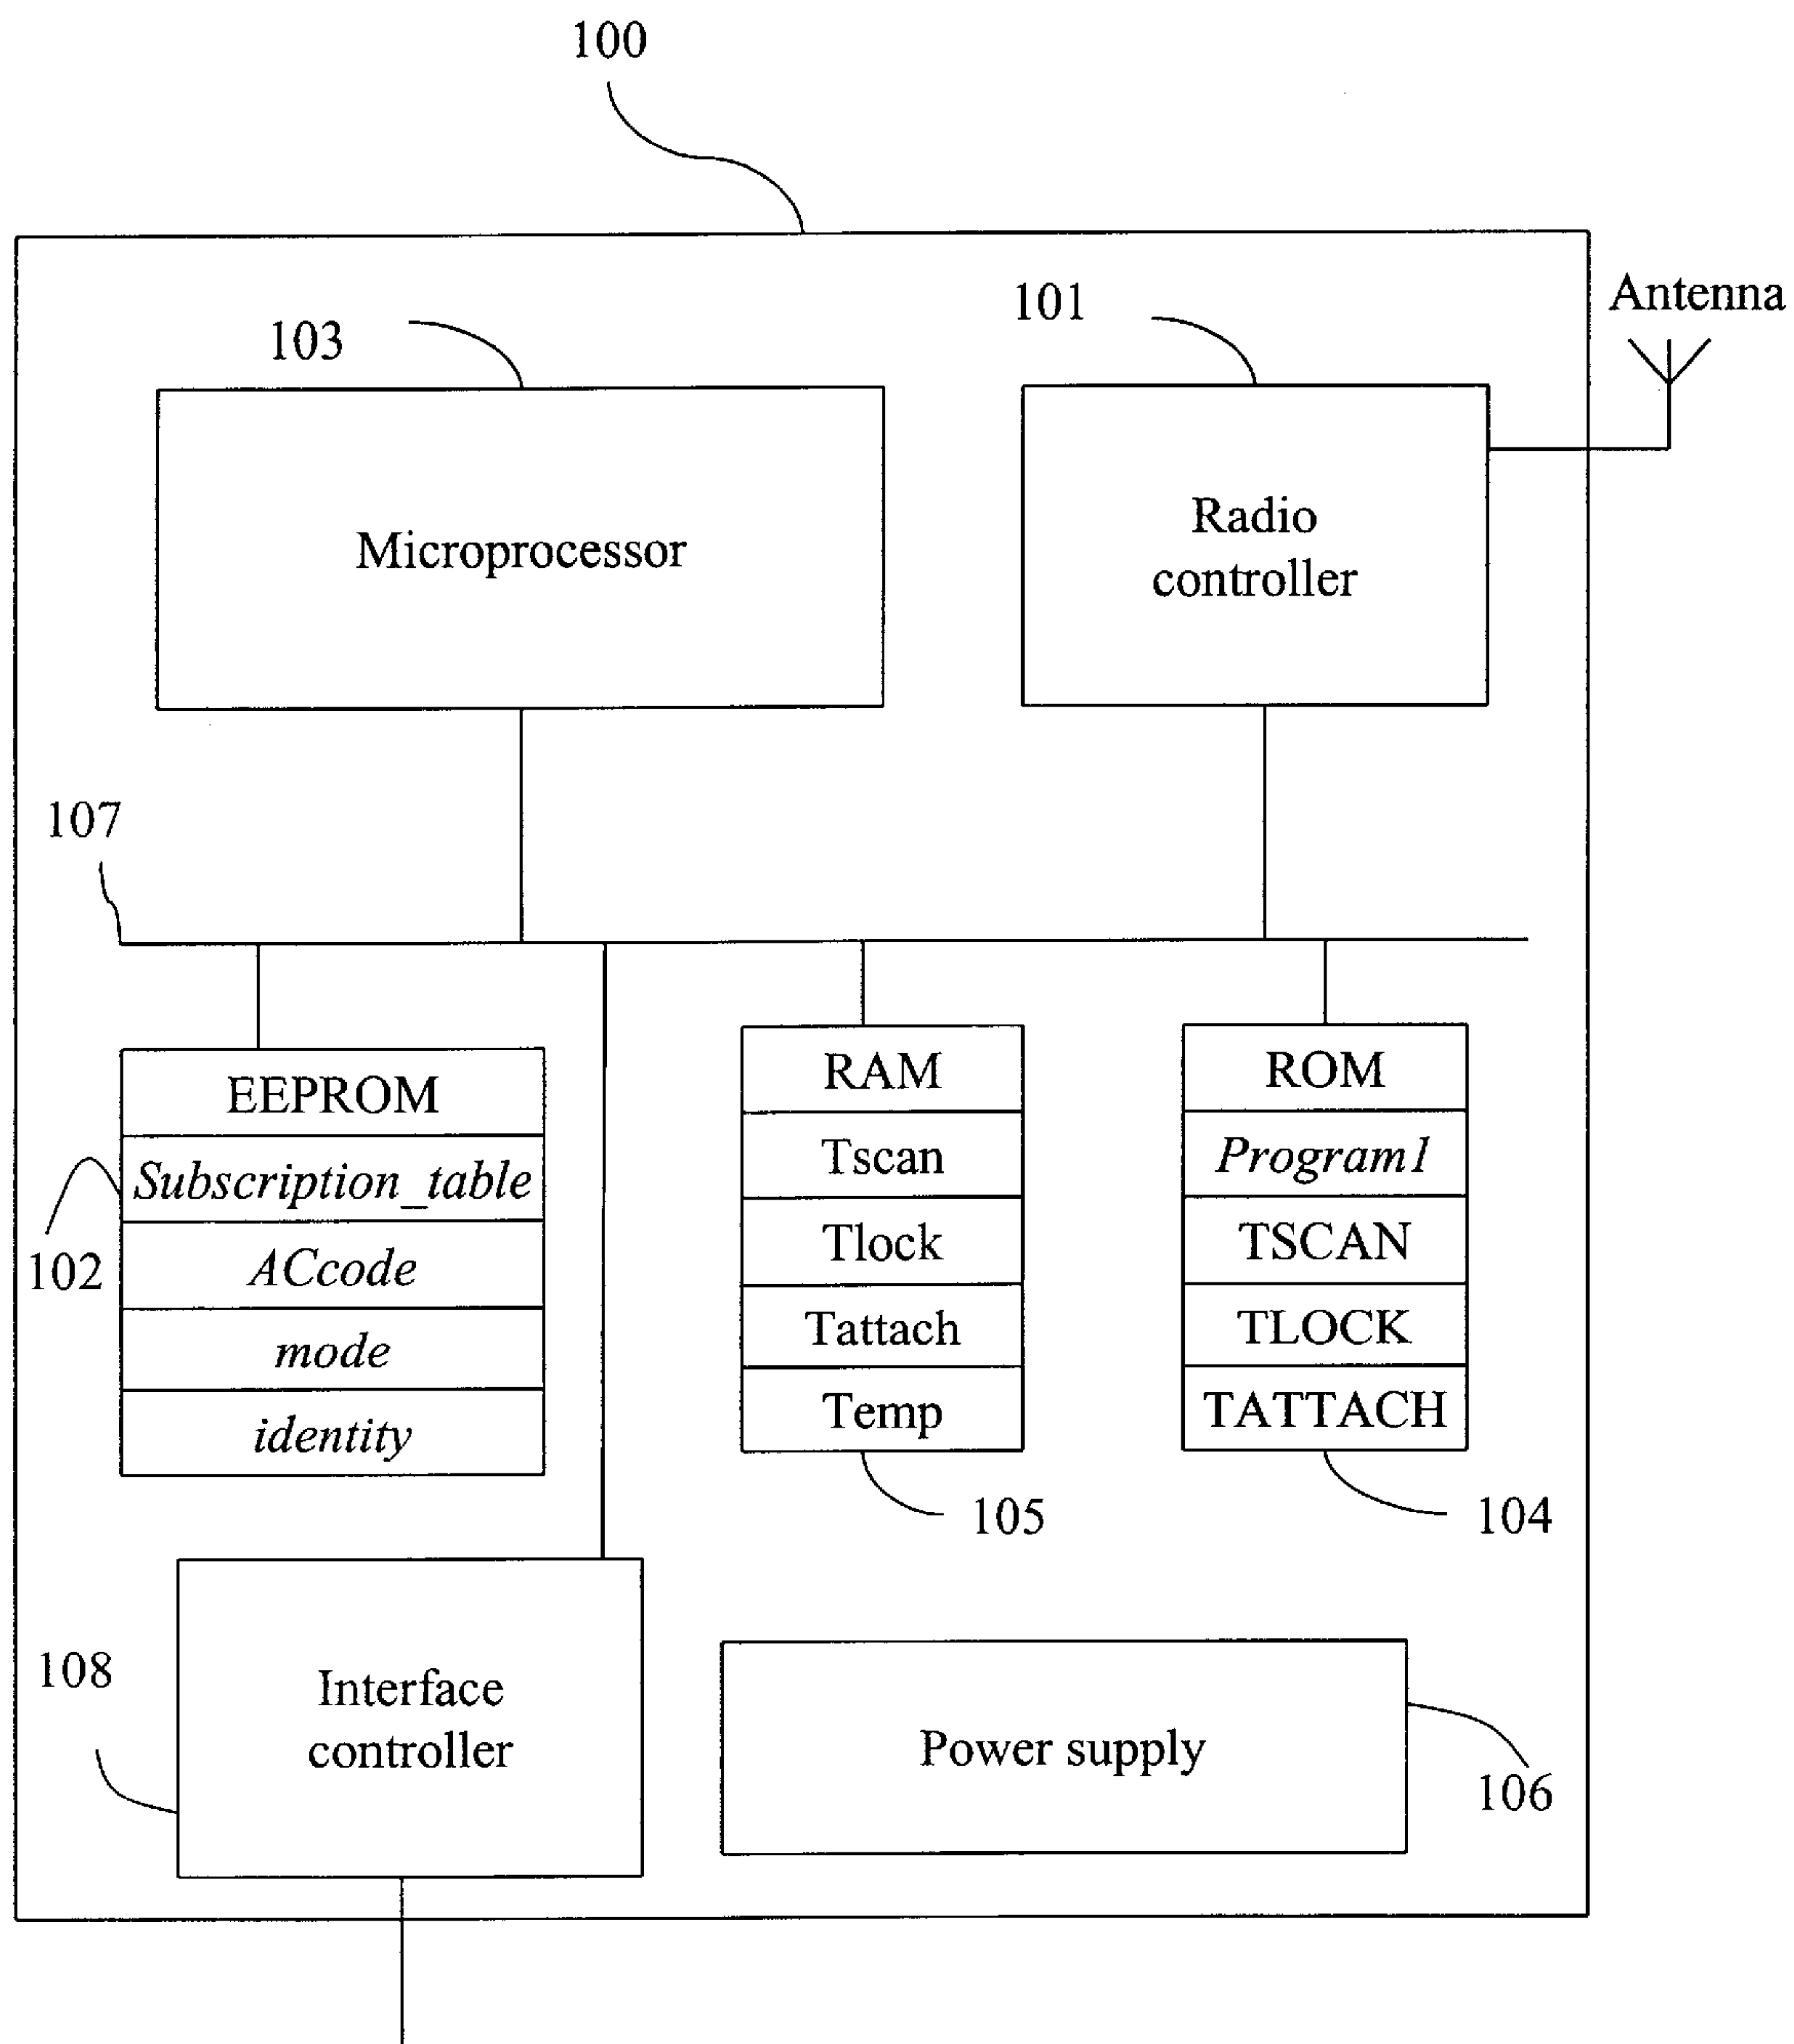 100
Antenna
103
101
Microprocessor
Radio
controller
107
EEPROM
Subscription_table
ACcode
mode
identity
102
RAM
Tscan
Tlock
Tattach
Temp
105
ROM
Program1
TSCAN
TLOCK
TATTACH
104
108
Interface
controller
Power supply
106